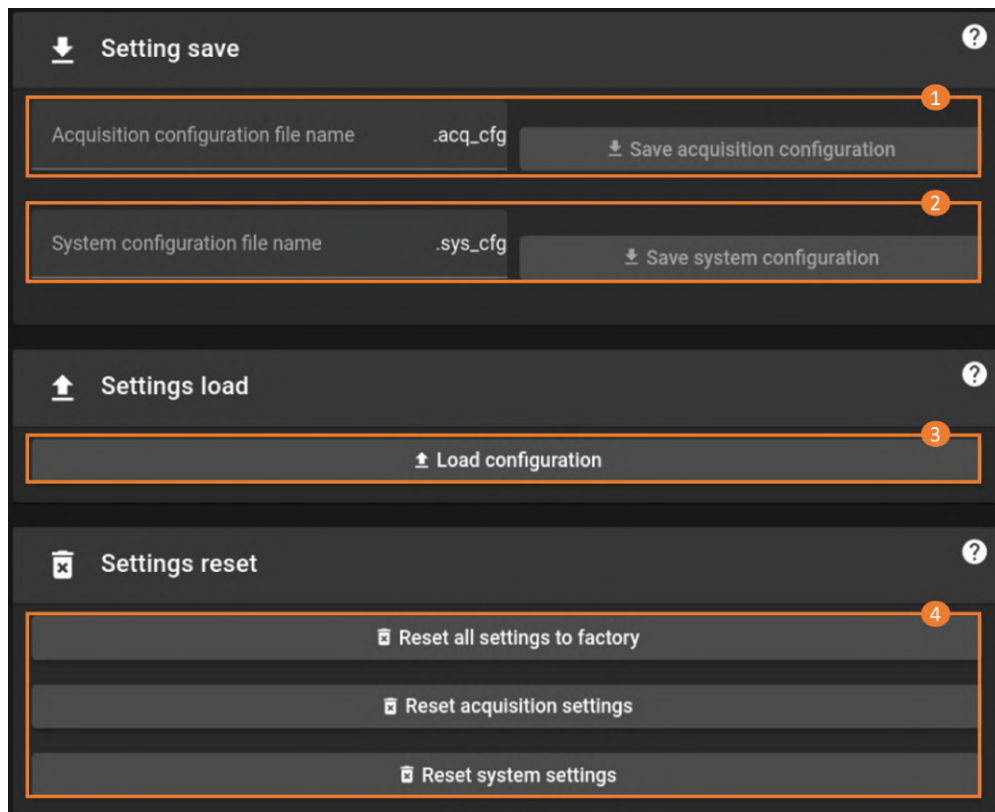 Setting save
?
1
Acquisition configuration file name .acq_cfg Save acquisition configuration
2
System configuration file name .sys_cfg Save system configuration
Settings load
?
3
Load configuration
Settings reset
?
4
Reset all settings to factory
Reset acquisition settings
Reset system settings